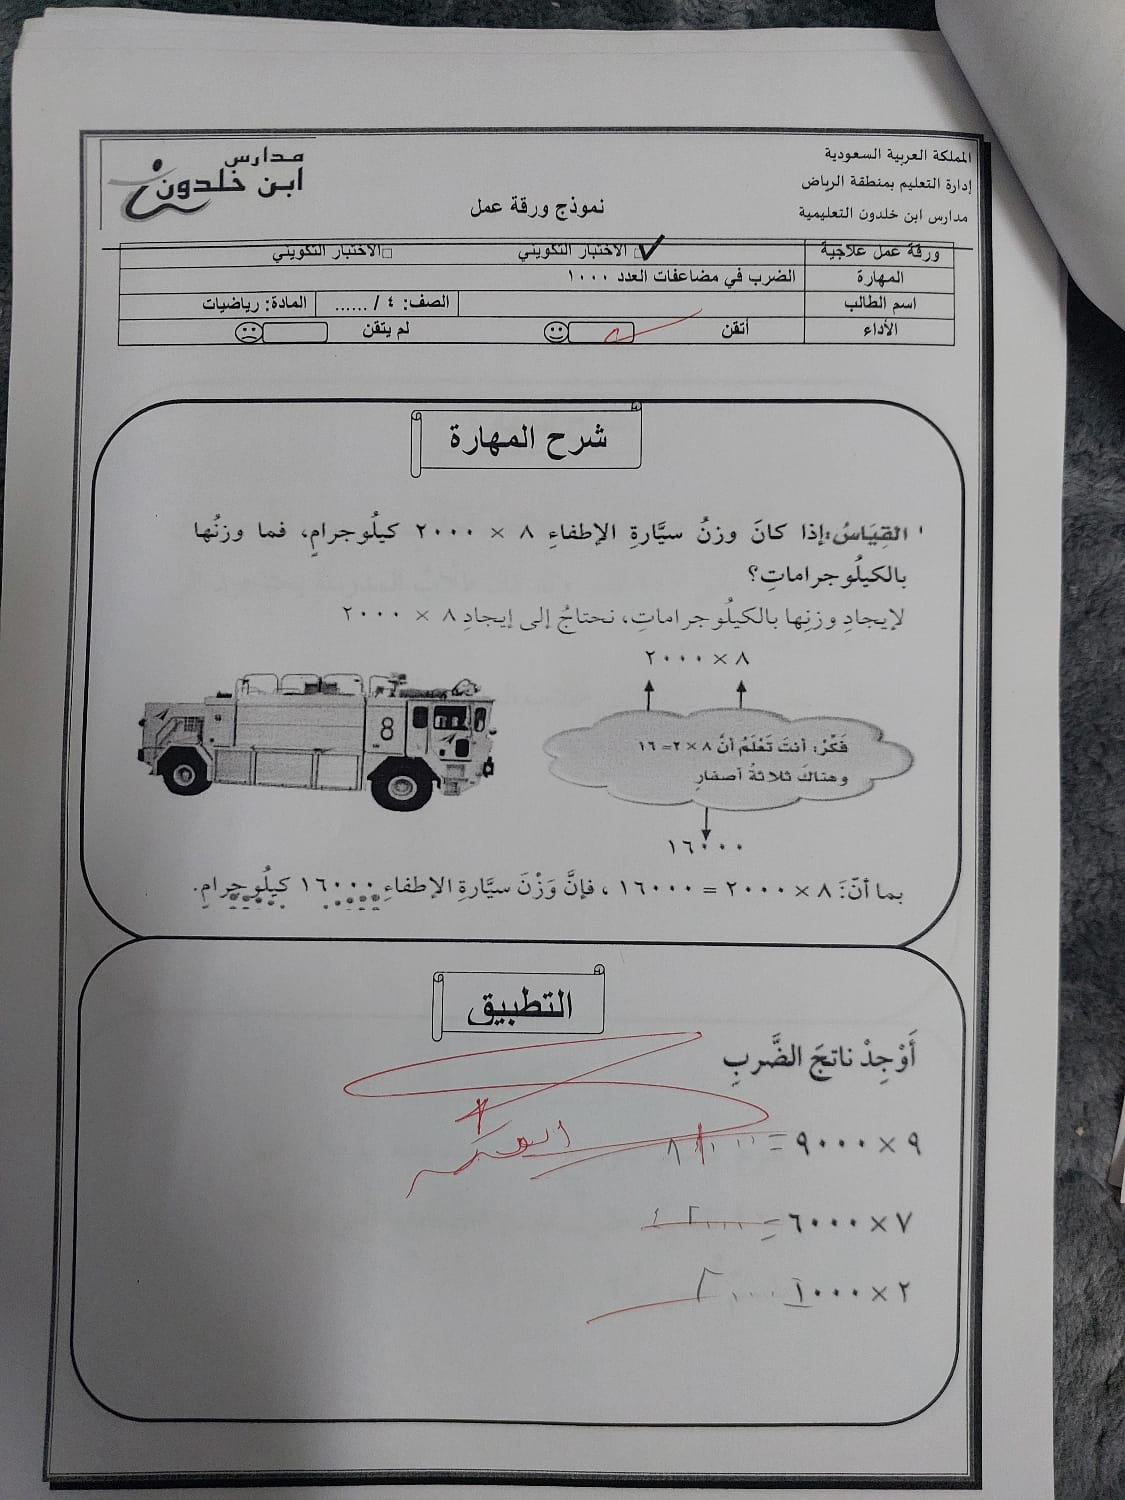 المملكة العربية السعودية
إدارة التعليم بمنطقة الرياض
مدارس ابن خلدون التعليمية
نموذج ورقة عمل
مدارس
ابن خلدون
ورقة عمل علاجية الاختبار التكويني الاختبار التكويني
المهارة الضرب في مضاعفات العدد ١٠٠٠
اسم الطالب الصف: ٤ / ...... المادة: رياضيات
الأداء أتقن لم يتقن
شرح المهارة
القِيَاسُ: إذا كانَ وزنُ سيَّارةِ الإطفاءِ ٨ × ٢٠٠٠ كيلُوجرامٍ، فما وزنُها
بالكيلُوجراماتِ؟
لإيجادِ وزنِها بالكيلُوجراماتِ، نحتاجُ إلى إيجادِ ٨ × ٢٠٠٠
٨ × ٢٠٠٠
فَكِّرْ: أنتَ تَعْلَمُ أنَّ ٨ × ٢= ١٦
وهناكَ ثلاثةُ أصفارٍ
8
١٦٠٠٠
بما أنّ: ٨ × ٢٠٠٠ = ١٦٠٠٠ ، فإنَّ وَزْنَ سيَّارةِ الإطفاءِ ١٦٠٠٠ كيلُوجرامٍ.
التطبيق
أَوْجِدْ ناتجَ الضَّربِ
٩ × ٩٠٠٠ = ٨١٠٠٠
٧ × ٦٠٠٠ = ٤٢٠٠٠
٢ × ١٠٠٠ = ٢٠٠٠